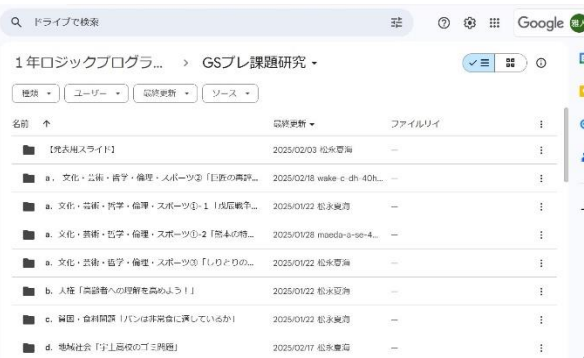 ドライブで検索
Google
1年ロジックプログラ... > GSプレ課題研究
種類 ユーザー 最終更新 ソース
名前 ↑ 最終更新 ファイルサイ
【発表用スライド】 2025/02/03 松永夏海 —
a. 文化・芸術・哲学・倫理・スポーツ② 「巨匠の再評... 2025/02/18 wake-c-dh-40h... —
a. 文化・芸術・哲学・倫理・スポーツ①-1 「戊辰戦争... 2025/01/22 松永夏海 —
a. 文化・芸術・哲学・倫理・スポーツ①-2 「熊本の特... 2025/01/28 maeda-a-se-4... —
a. 文化・芸術・哲学・倫理・スポーツ③ 「しりとりの... 2025/01/22 松永夏海 —
b. 人権「高齢者への理解を高めよう!」 2025/01/22 松永夏海 —
c. 貧困・食料問題「パンは非常食に適しているか」 2025/01/22 松永夏海 —
d. 地域社会「宇土高校のゴミ問題」 2025/02/17 松永夏海 —